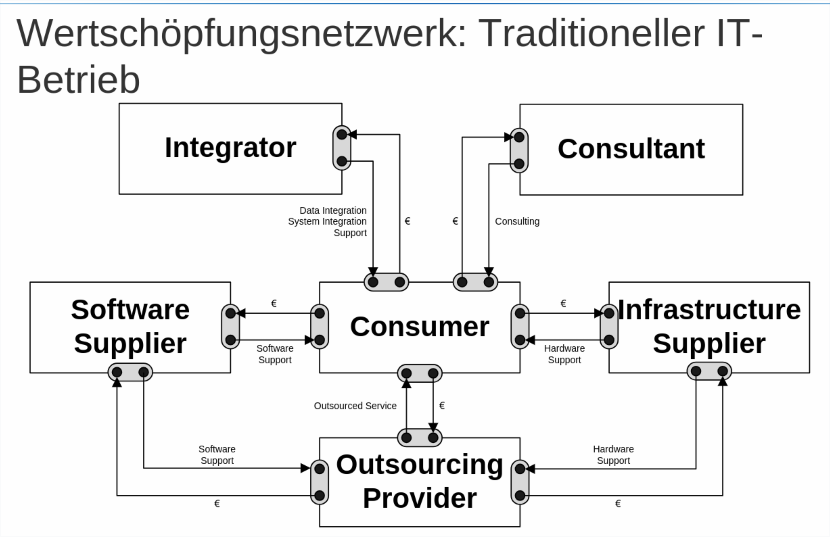 Wertschöpfungsnetzwerk: Traditioneller IT-
Betrieb
Integrator
Consultant
Data Integration
System Integration
Support
€
€
Consulting
Software
Supplier
€
Software
Support
Consumer
€
Hardware
Support
Infrastructure
Supplier
Outsourced Service
€
Software
Support
€
Outsourcing
Provider
Hardware
Support
€